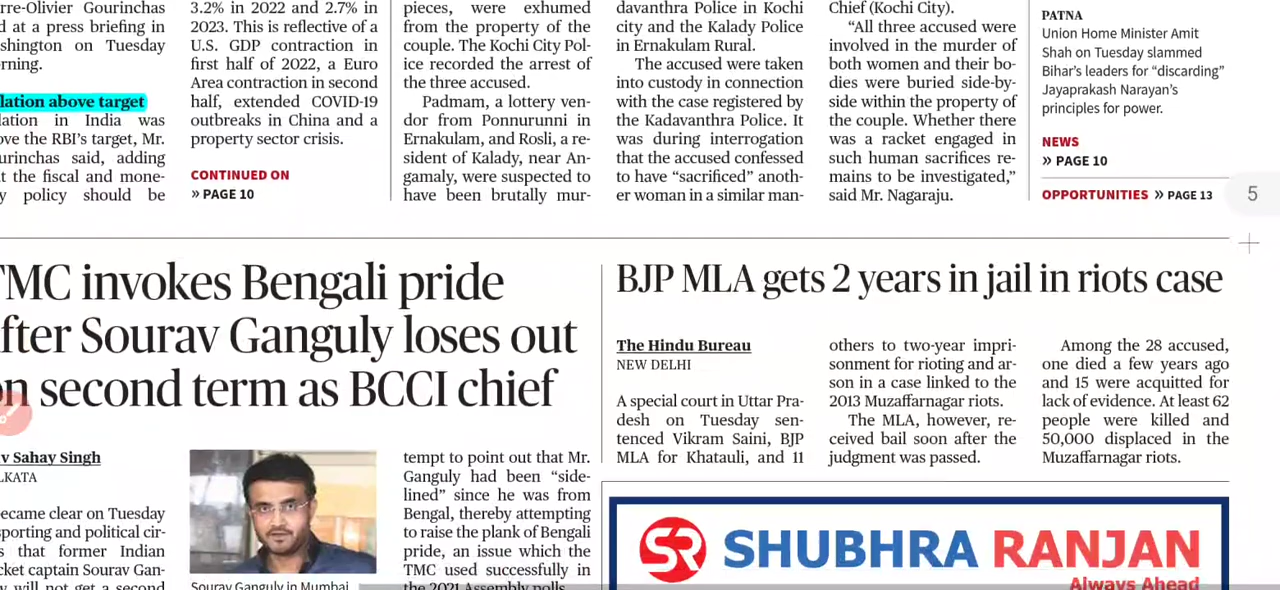 rre-Olivier Gourinchas
d at a press briefing in
shington on Tuesday
rning.
lation above target
lation in India was
ove the RBI's target, Mr.
urinchas said, adding
t the fiscal and mone-
y policy should be
3.2% in 2022 and 2.7% in
2023. This is reflective of a
U.S. GDP contraction in
first half of 2022, a Euro
Area contraction in second
half, extended COVID-19
outbreaks in China and a
property sector crisis.
CONTINUED ON
» PAGE 10
pieces, were exhumed
from the property of the
couple. The Kochi City Pol-
ice recorded the arrest of
the three accused.
Padmam, a lottery ven-
dor from Ponnurunni in
Ernakulam, and Rosli, a re-
sident of Kalady, near An-
gamaly, were suspected to
have been brutally mur-
davanthra Police in Kochi
city and the Kalady Police
in Ernakulam Rural.
The accused were taken
into custody in connection
with the case registered by
the Kadavanthra Police. It
was during interrogation
that the accused confessed
to have “sacrificed” anoth-
er woman in a similar man-
Chief (Kochi City).
“All three accused were
involved in the murder of
both women and their bo-
dies were buried side-by-
side within the property of
the couple. Whether there
was a racket engaged in
such human sacrifices re-
mains to be investigated,”
said Mr. Nagaraju.
PATNA
Union Home Minister Amit
Shah on Tuesday slammed
Bihar's leaders for “discarding”
Jayaprakash Narayan's
principles for power.
NEWS
» PAGE 10
OPPORTUNITIES » PAGE 13
5
TMC invokes Bengali pride
fter Sourav Ganguly loses out
on second term as BCCI chief
v Sahay Singh
LKATA
ecame clear on Tuesday
sporting and political cir-
s that former Indian
cket captain Sourav Gan-
y will not get a second
Sourav Ganguly in Mumbai
tempt to point out that Mr.
Ganguly had been “side-
lined” since he was from
Bengal, thereby attempting
to raise the plank of Bengali
pride, an issue which the
TMC used successfully in
the 2021 Assembly polls.
BJP MLA gets 2 years in jail in riots case
The Hindu Bureau
NEW DELHI
A special court in Uttar Pra-
desh on Tuesday sen-
tenced Vikram Saini, BJP
MLA for Khatauli, and 11
others to two-year impri-
sonment for rioting and ar-
son in a case linked to the
2013 Muzaffarnagar riots.
The MLA, however, re-
ceived bail soon after the
judgment was passed.
Among the 28 accused,
one died a few years ago
and 15 were acquitted for
lack of evidence. At least 62
people were killed and
50,000 displaced in the
Muzaffarnagar riots.
SR SHUBHRA RANJAN
Always Ahead